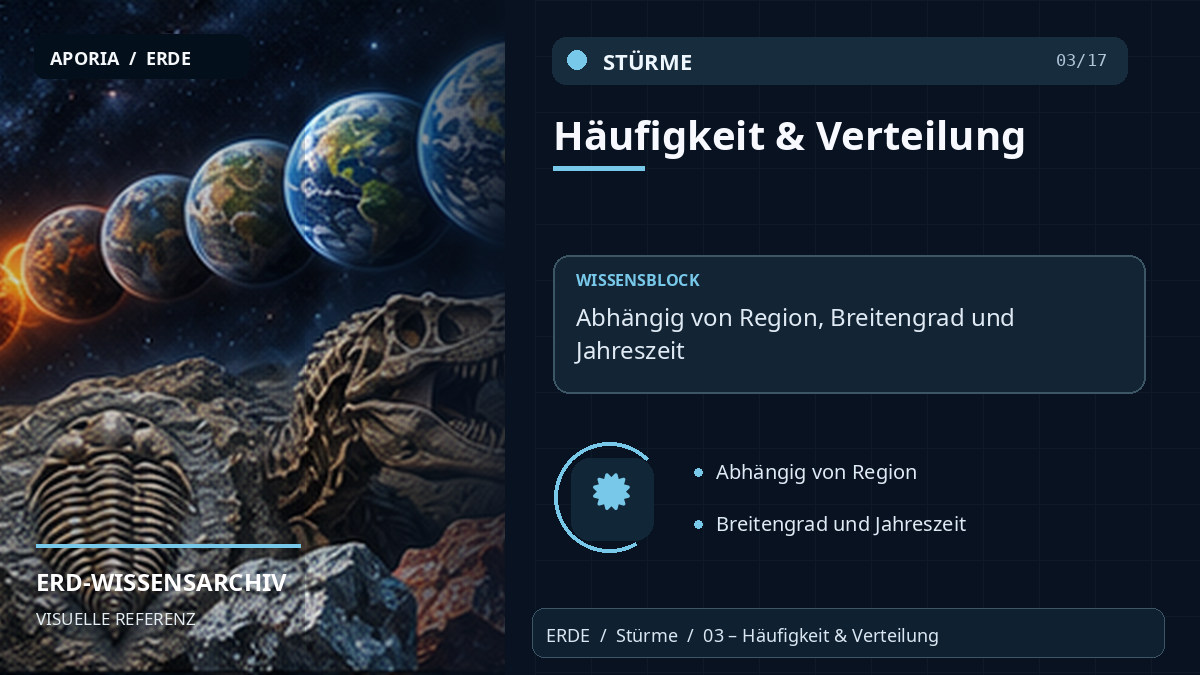 APORIA / ERDE
STÜRME
03/17
Häufigkeit & Verteilung
WISSENSBLOCK
Abhängig von Region, Breitengrad und
Jahreszeit
Abhängig von Region
Breitengrad und Jahreszeit
ERD-WISSENSARCHIV
VISUELLE REFERENZ
ERDE / Stürme / 03 – Häufigkeit & Verteilung